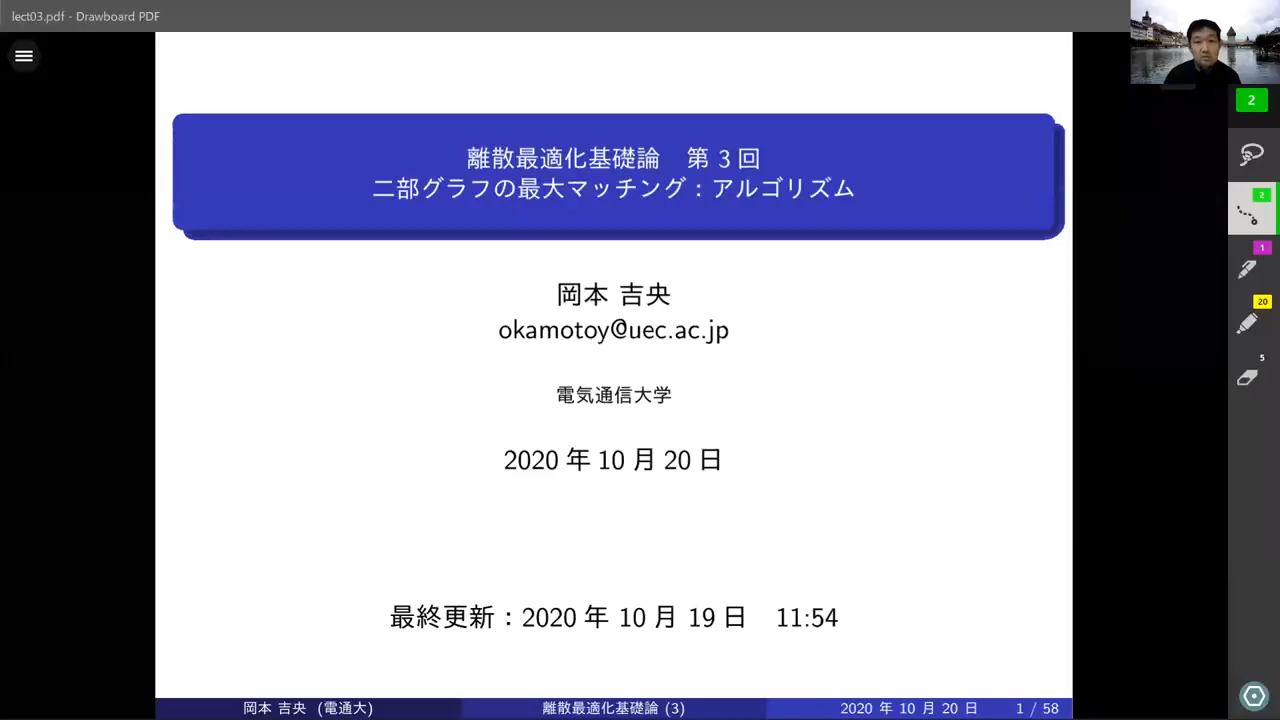 lect03.pdf - Drawboard PDF
離散最適化基礎論　第 3 回
二部グラフの最大マッチング：アルゴリズム
岡本 吉央
okamotoy@uec.ac.jp
電気通信大学
2020 年 10 月 20 日
最終更新：2020 年 10 月 19 日　11:54
岡本 吉央 (電通大)
離散最適化基礎論 (3)
2020 年 10 月 20 日
1 / 58
2
2
1
20
5